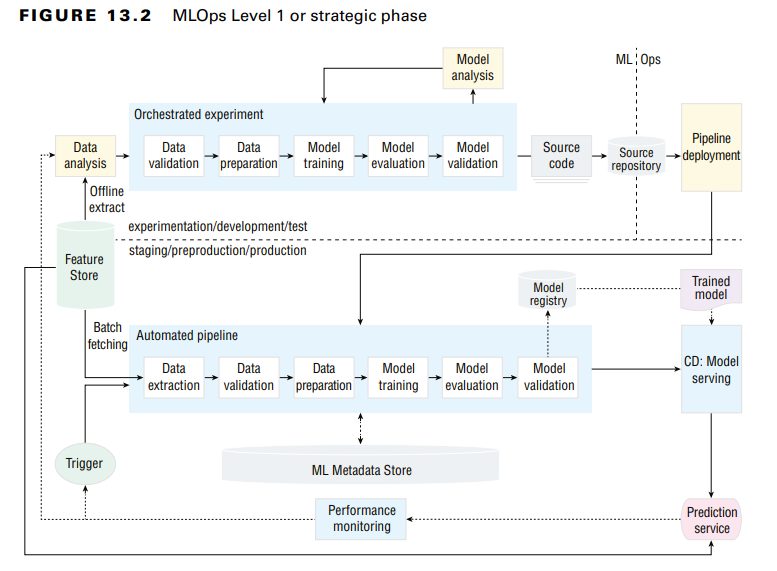 FIGURE 13.2 MLOps Level 1 or strategic phase
Model
analysis
ML Ops
Orchestrated experiment
Data
analysis
Data
validation
Data
preparation
Model
training
Model
evaluation
Model
validation
Source
code
Source
repository
Pipeline
deployment
Offline
extract
experimentation/development/test
staging/preproduction/production
Feature
Store
Batch
fetching
Model
registry
Trained
model
Automated pipeline
Data
extraction
Data
validation
Data
preparation
Model
training
Model
evaluation
Model
validation
CD: Model
serving
Trigger
ML Metadata Store
Performance
monitoring
Prediction
service